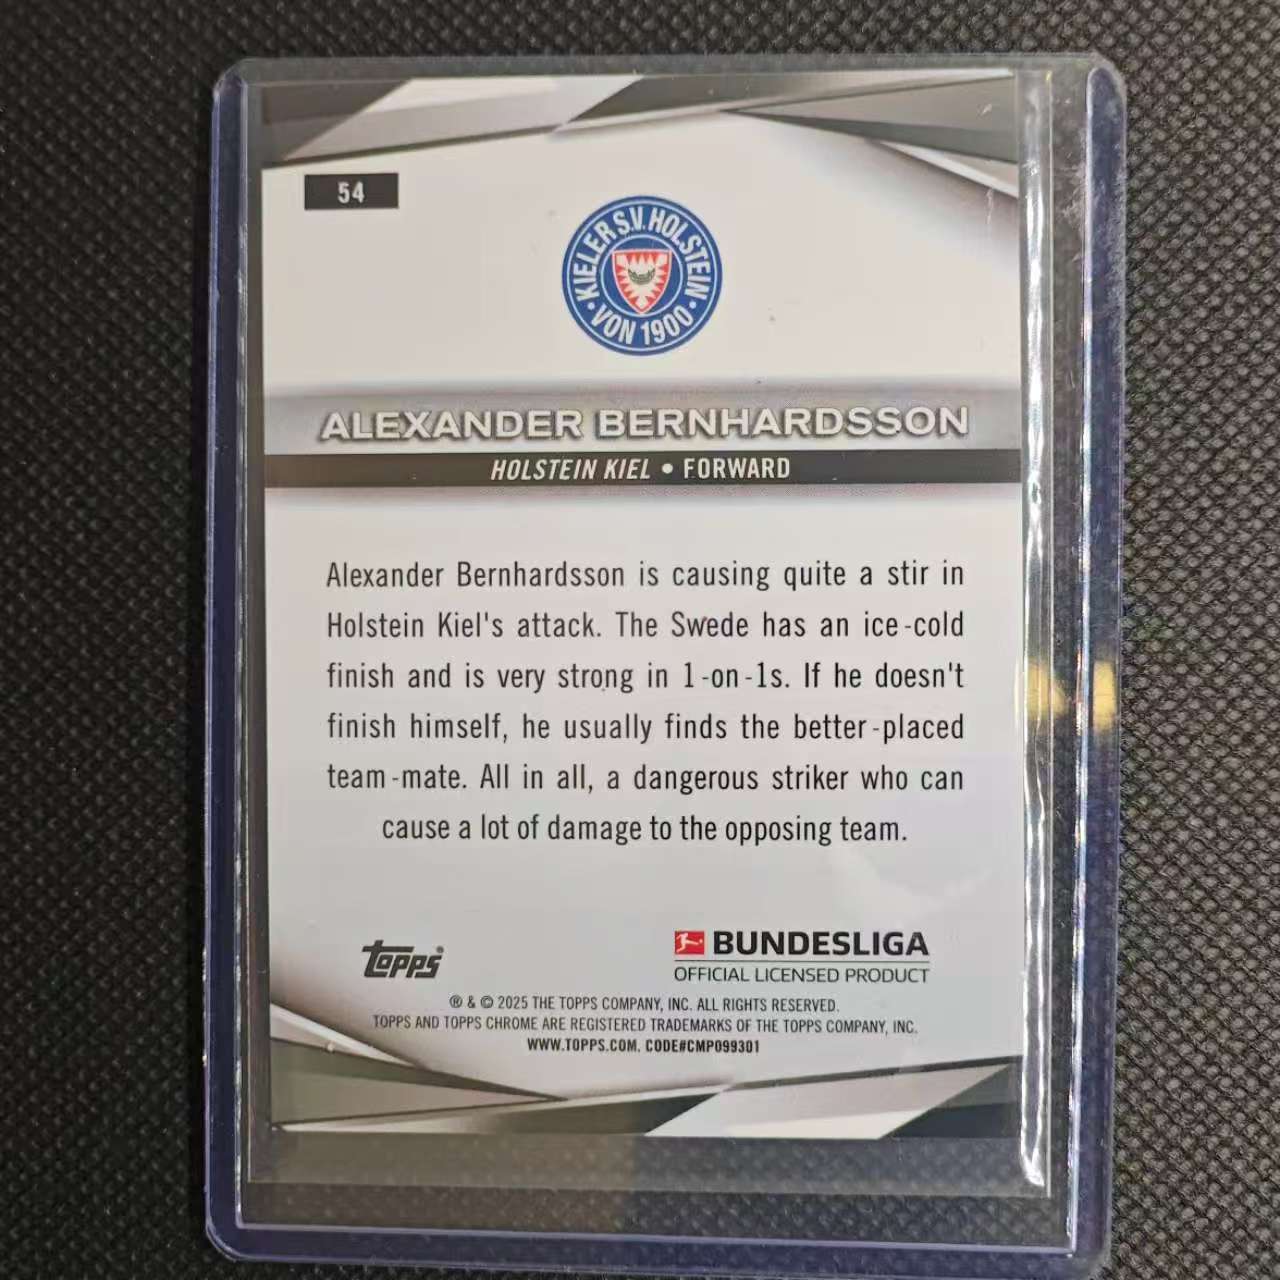 54
KIELER S.V. HOLSTEIN
• VON 1900 •
ALEXANDER BERNHARDSSON
HOLSTEIN KIEL • FORWARD
Alexander Bernhardsson is causing quite a stir in
Holstein Kiel's attack. The Swede has an ice-cold
finish and is very strong in 1-on-1s. If he doesn't
finish himself, he usually finds the better-placed
team-mate. All in all, a dangerous striker who can
cause a lot of damage to the opposing team.
topps®
BUNDESLIGA
OFFICIAL LICENSED PRODUCT
® & © 2025 THE TOPPS COMPANY, INC. ALL RIGHTS RESERVED.
TOPPS AND TOPPS CHROME ARE REGISTERED TRADEMARKS OF THE TOPPS COMPANY, INC.
WWW.TOPPS.COM. CODE#CMP099301